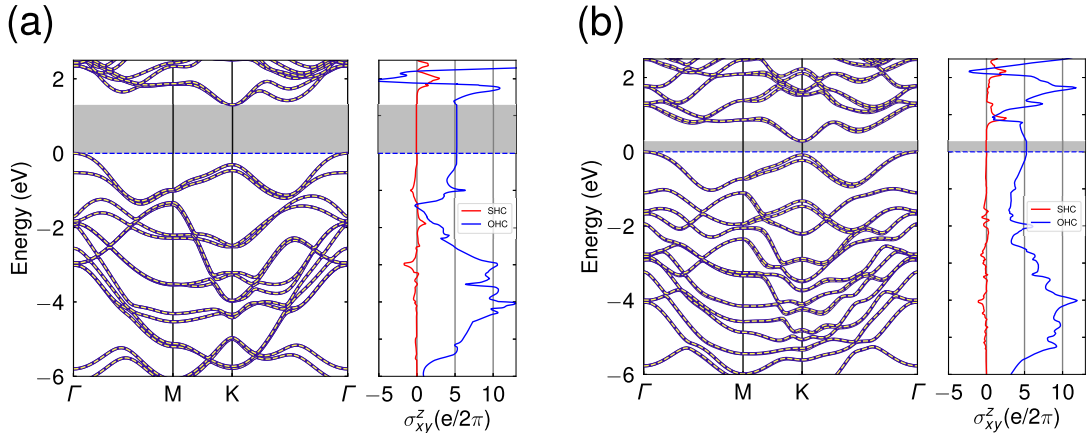 (a)
2
0
−2
−4
−6
Energy (eV)
Γ
M
K
Γ
SHC
OHC
−5
0
5
10
σ^z_xy(e/2π)
(b)
2
0
−2
−4
−6
Energy (eV)
Γ
M
K
Γ
SHC
OHC
−5
0
5
10
σ^z_xy(e/2π)